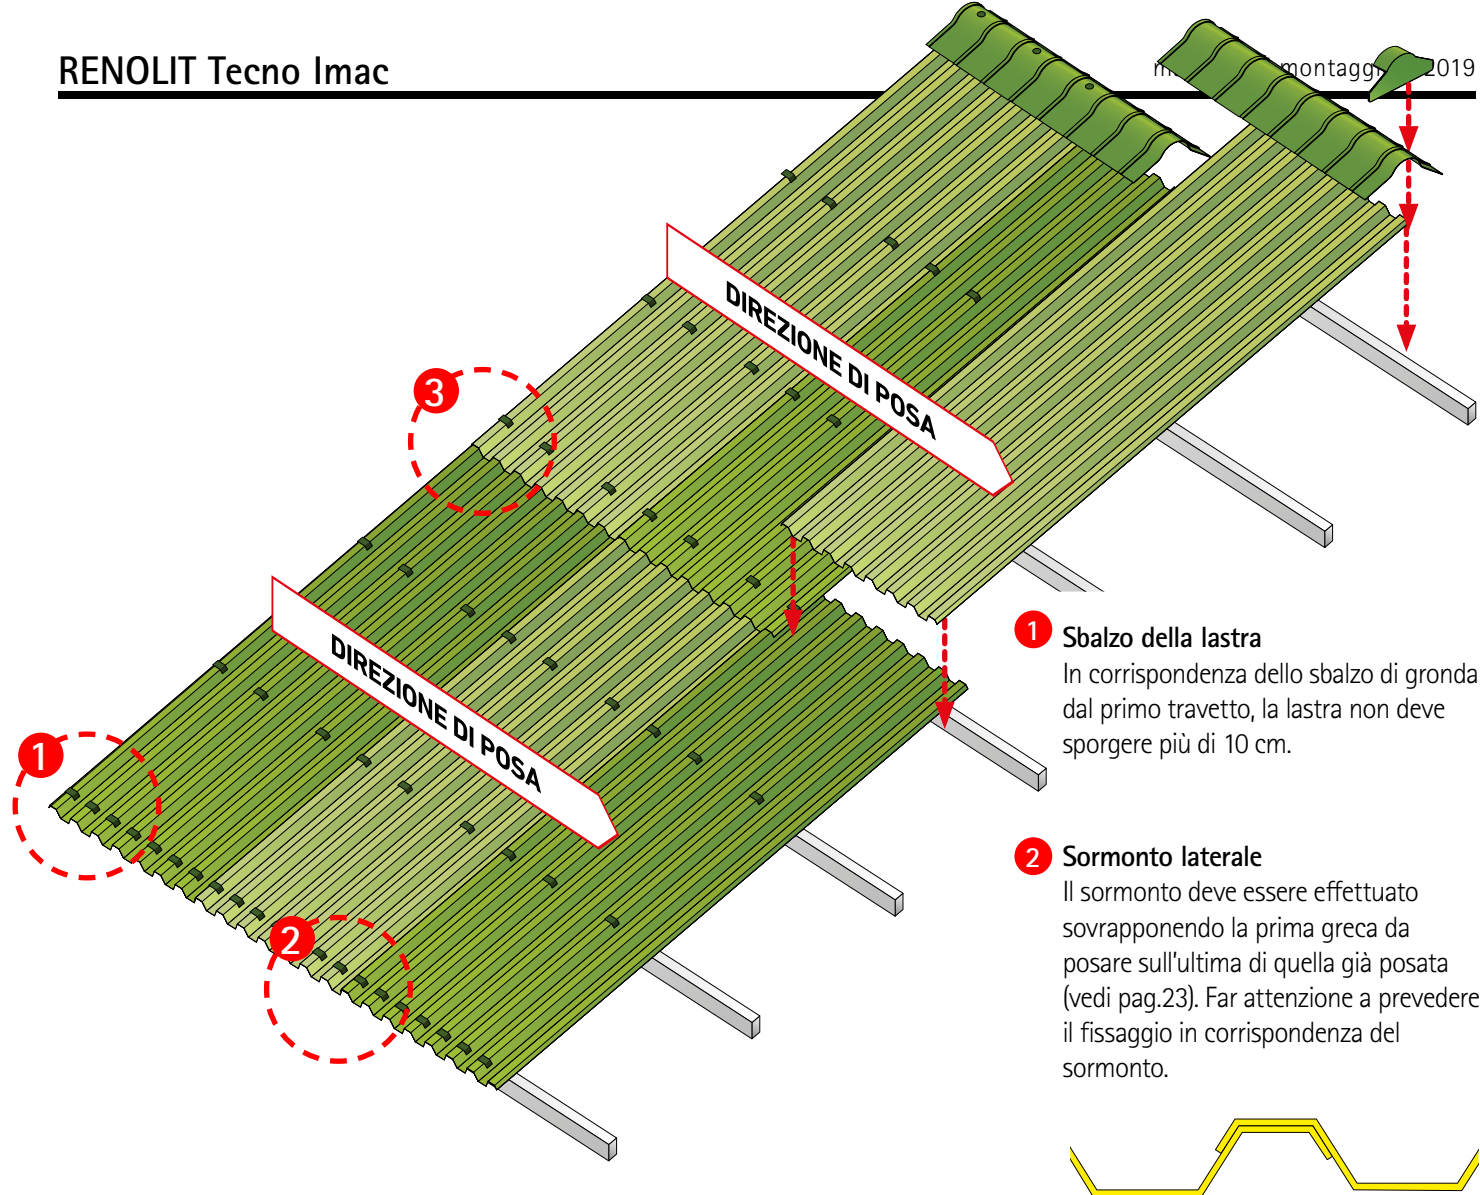 RENOLIT Tecno Imac
montagg 2019
DIREZIONE DI POSA
3
DIREZIONE DI POSA
1
2
1 Sbalzo della lastra
In corrispondenza dello sbalzo di gronda
dal primo travetto, la lastra non deve
sporgere più di 10 cm.
2 Sormonto laterale
Il sormonto deve essere effettuato
sovrapponendo la prima greca da
posare sull'ultima di quella già posata
(vedi pag.23). Far attenzione a prevedere
il fissaggio in corrispondenza del
sormonto.